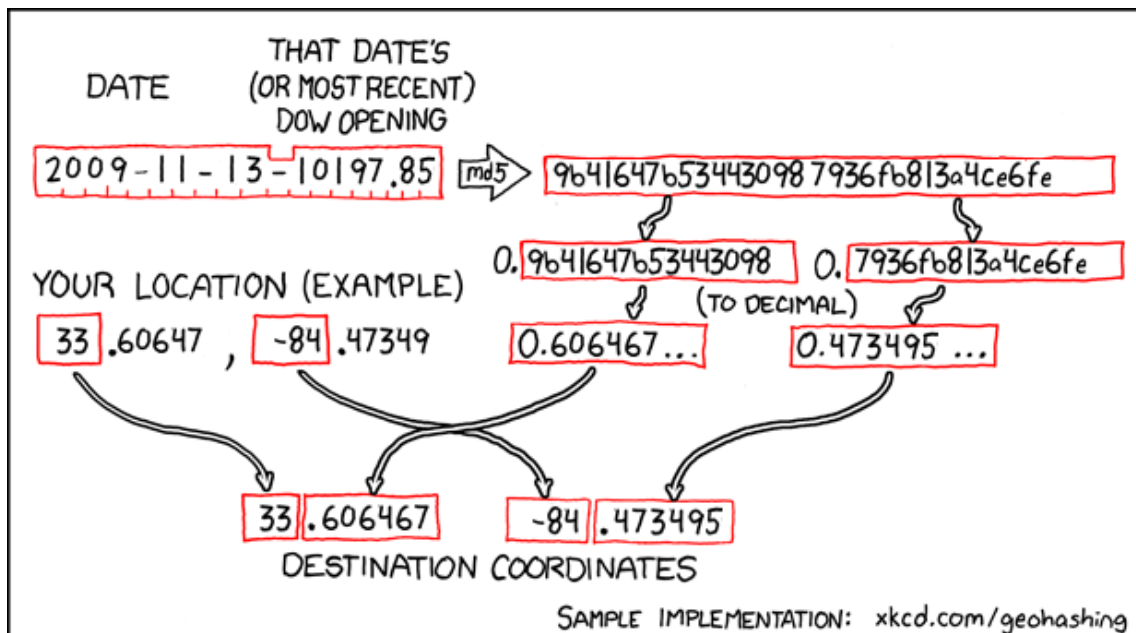 DATE
THAT DATE'S
(OR MOST RECENT)
DOW OPENING
2009-11-13-10197.85
md5
9b41647b534430987936fb813a4ce6fe
0.9b41647b53443098
0.7936fb813a4ce6fe
(TO DECIMAL)
0.606467...
0.473495 ...
YOUR LOCATION (EXAMPLE)
33.60647, -84.47349
33.606467
-84.473495
DESTINATION COORDINATES
SAMPLE IMPLEMENTATION: xkcd.com/geohashing